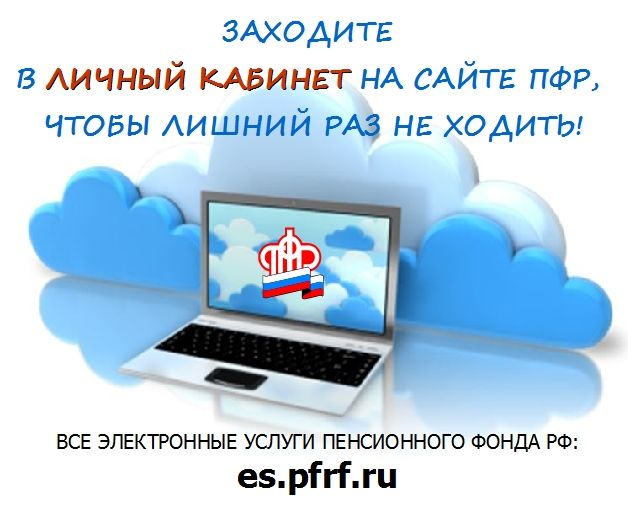 ЗАХОДИТЕ
В ЛИЧНЫЙ КАБИНЕТ НА САЙТЕ ПФР,
ЧТОБЫ ЛИШНИЙ РАЗ НЕ ХОДИТЬ!
ПФР
ВСЕ ЭЛЕКТРОННЫЕ УСЛУГИ ПЕНСИОННОГО ФОНДА РФ:
es.pfrf.ru